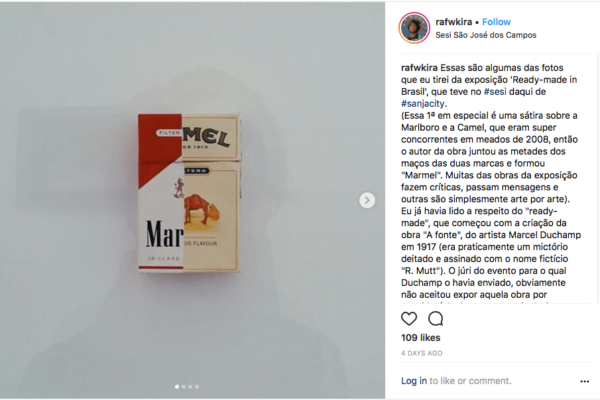 FILTER
MEL
SINCE 1913
LTERS
Mar
US FLAVOUR
20 CLASS
rafwkira • Follow
Sesi São José dos Campos
rafwkira Essas são algumas das fotos
que eu tirei da exposição 'Ready-made in
Brasil', que teve no #sesi daqui de
#sanjacity.
(Essa 1ª em especial é uma sátira sobre a
Marlboro e a Camel, que eram super
concorrentes em meados de 2008, então
o autor da obra juntou as metades dos
maços das duas marcas e formou
"Marmel". Muitas das obras da exposição
fazem críticas, passam mensagens e
outras são simplesmente arte por arte).
Eu já havia lido a respeito do "ready-
made", que começou com a criação da
obra "A fonte", do artista Marcel Duchamp
em 1917 (era praticamente um mictório
deitado e assinado com o nome fictício
"R. Mutt"). O júri do evento para o qual
Duchamp o havia enviado, obviamente
não aceitou expor aquela obra por
109 likes
4 DAYS AGO
Log in to like or comment.